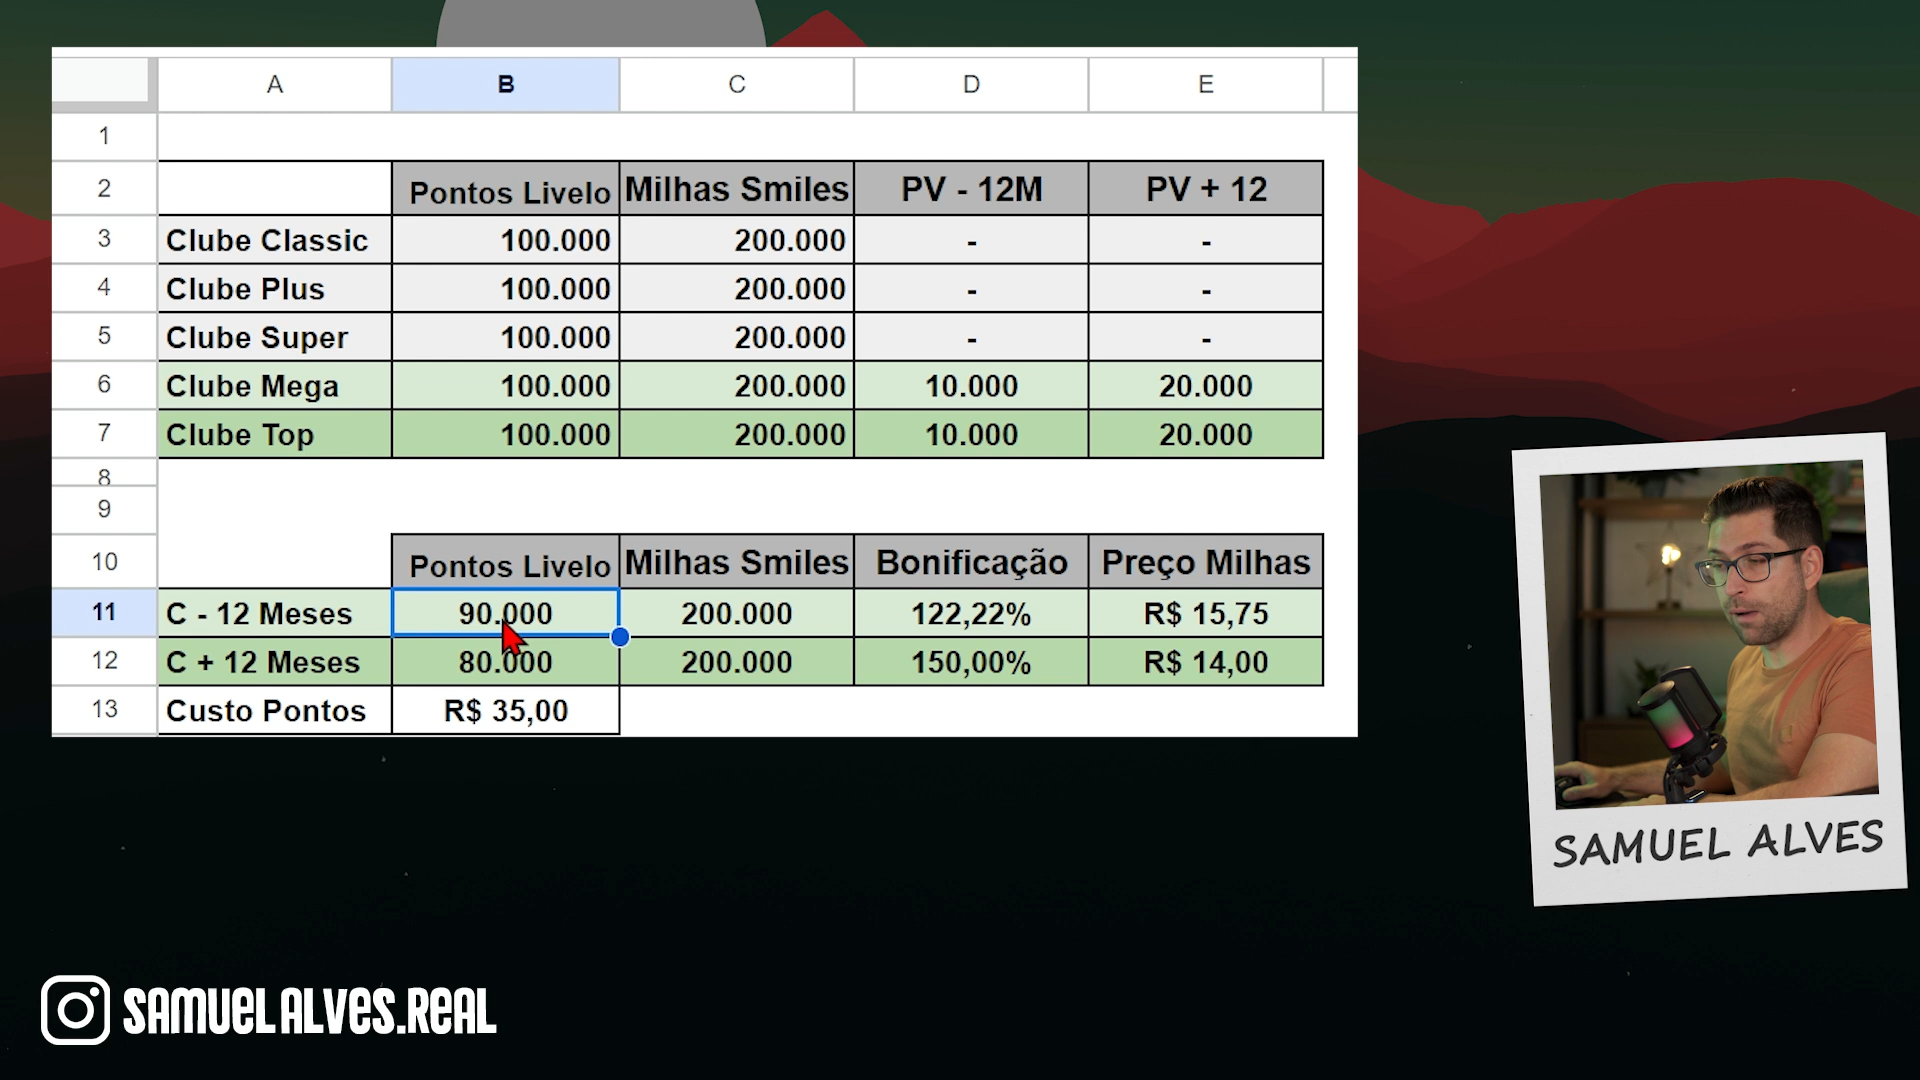 A B C D E
1
2 Pontos Livelo Milhas Smiles PV - 12M PV + 12
3 Clube Classic 100.000 200.000 - -
4 Clube Plus 100.000 200.000 - -
5 Clube Super 100.000 200.000 - -
6 Clube Mega 100.000 200.000 10.000 20.000
7 Clube Top 100.000 200.000 10.000 20.000
8
9
10 Pontos Livelo Milhas Smiles Bonificação Preço Milhas
11 C - 12 Meses 90.000 200.000 122,22% R$ 15,75
12 C + 12 Meses 80.000 200.000 150,00% R$ 14,00
13 Custo Pontos R$ 35,00
SAMUEL ALVES
SAMUELALVES.REAL